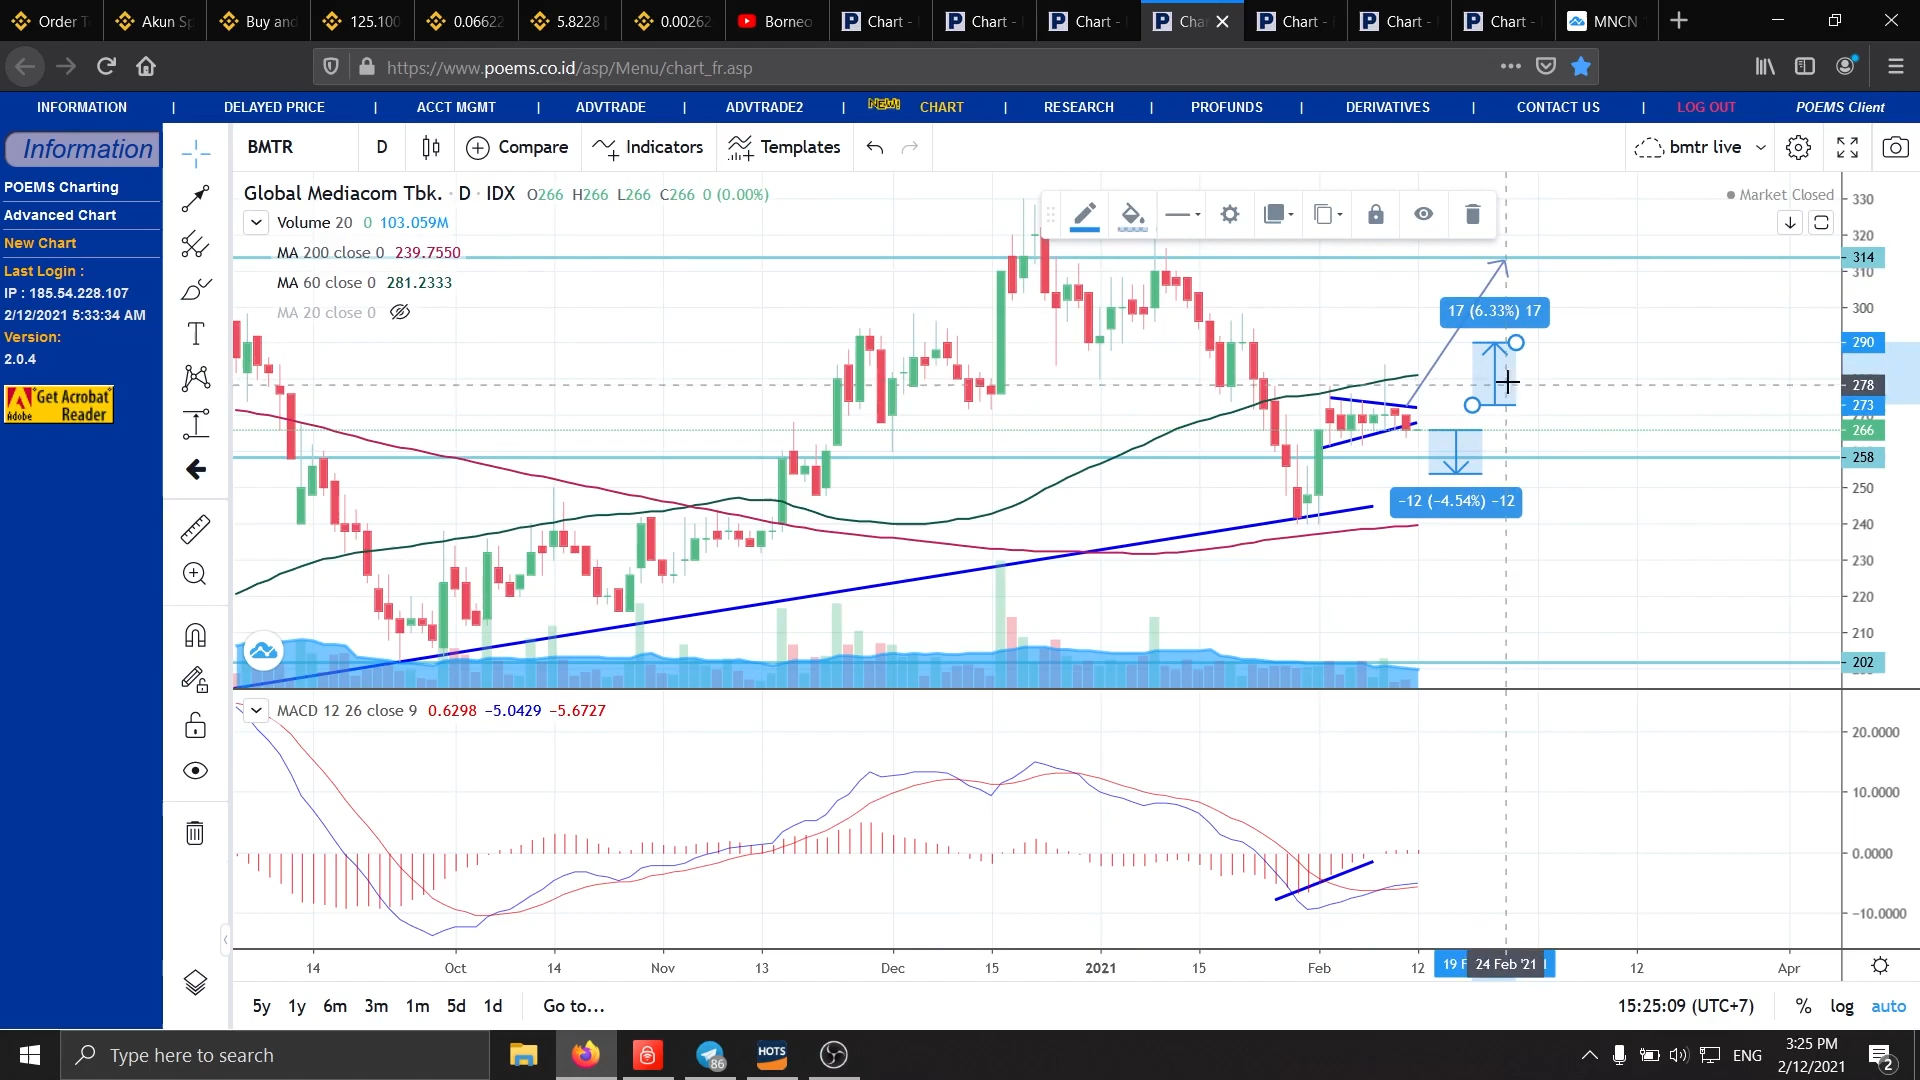 Order T
Akun Sp
Buy and
125.100
0.06622
5.8228
0.00262
Borneo
Chart -
Chart -
Chart -
Cha
Chart -
Chart -
Chart -
MNCN
https://www.poems.co.id/asp/Menu/chart_fr.asp
INFORMATION | DELAYED PRICE | ACCT MGMT | ADVTRADE | ADVTRADE2 | NEW! CHART | RESEARCH | PROFUNDS | DERIVATIVES | CONTACT US | LOG OUT POEMS Client
Information
POEMS Charting
Advanced Chart
New Chart
Last Login :
IP : 185.54.228.107
2/12/2021 5:33:34 AM
Version:
2.0.4
Get Acrobat
Reader
Adobe
BMTR D Compare Indicators Templates bmtr live
Global Mediacom Tbk. · D · IDX O266 H266 L266 C266 0 (0.00%)
Market Closed
Volume 20 0 103.059M
MA 200 close 0 239.7550
MA 60 close 0 281.2333
MA 20 close 0
17 (6.33%) 17
−12 (−4.54%) −12
330
320
314
310
300
290
278
273
266
258
250
240
230
220
210
202
MACD 12 26 close 9 0.6298 −5.0429 −5.6727
20.0000
10.0000
0.0000
−10.0000
14 Oct 14 Nov 13 Dec 15 2021 15 Feb 12 19 F 24 Feb '21 12 Apr
5y 1y 6m 3m 1m 5d 1d Go to... 15:25:09 (UTC+7) % log auto
Type here to search
86
HOTS
ENG
3:25 PM
2/12/2021
2